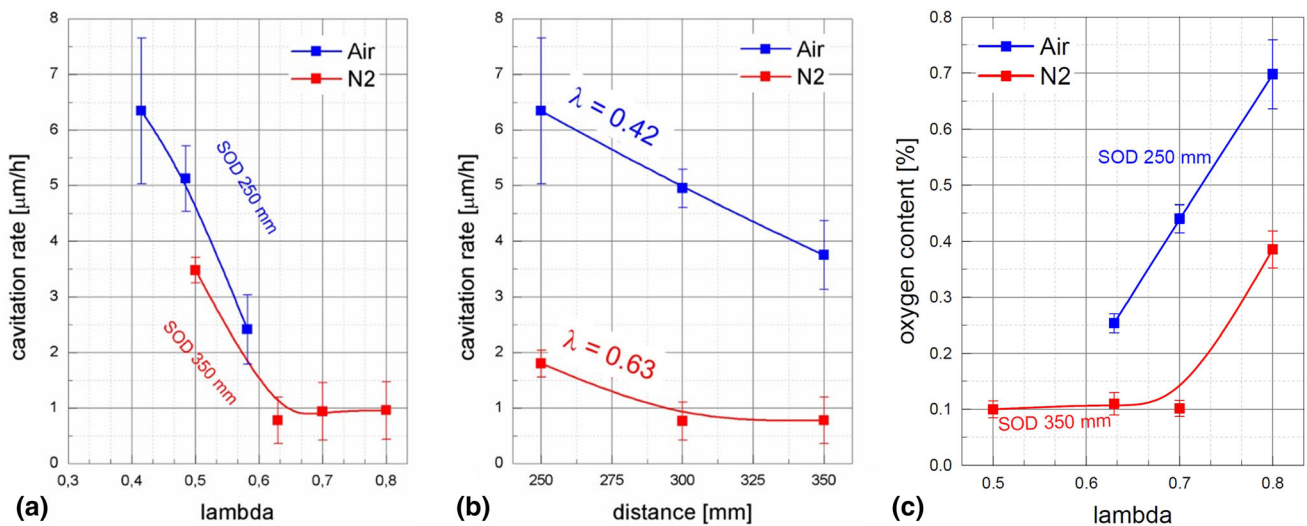 8
7
6
5
4
3
2
1
0
cavitation rate [µm/h]
Air
N2
SOD 250 mm
SOD 350 mm
0,3
0,4
0,5
0,6
0,7
0,8
lambda
(a)
8
7
6
5
4
3
2
1
0
cavitation rate [µm/h]
Air
N2
λ = 0.42
λ = 0.63
250
275
300
325
350
distance [mm]
(b)
0.8
0.7
0.6
0.5
0.4
0.3
0.2
0.1
0.0
oxygen content [%]
Air
N2
SOD 250 mm
SOD 350 mm
0.5
0.6
0.7
0.8
lambda
(c)